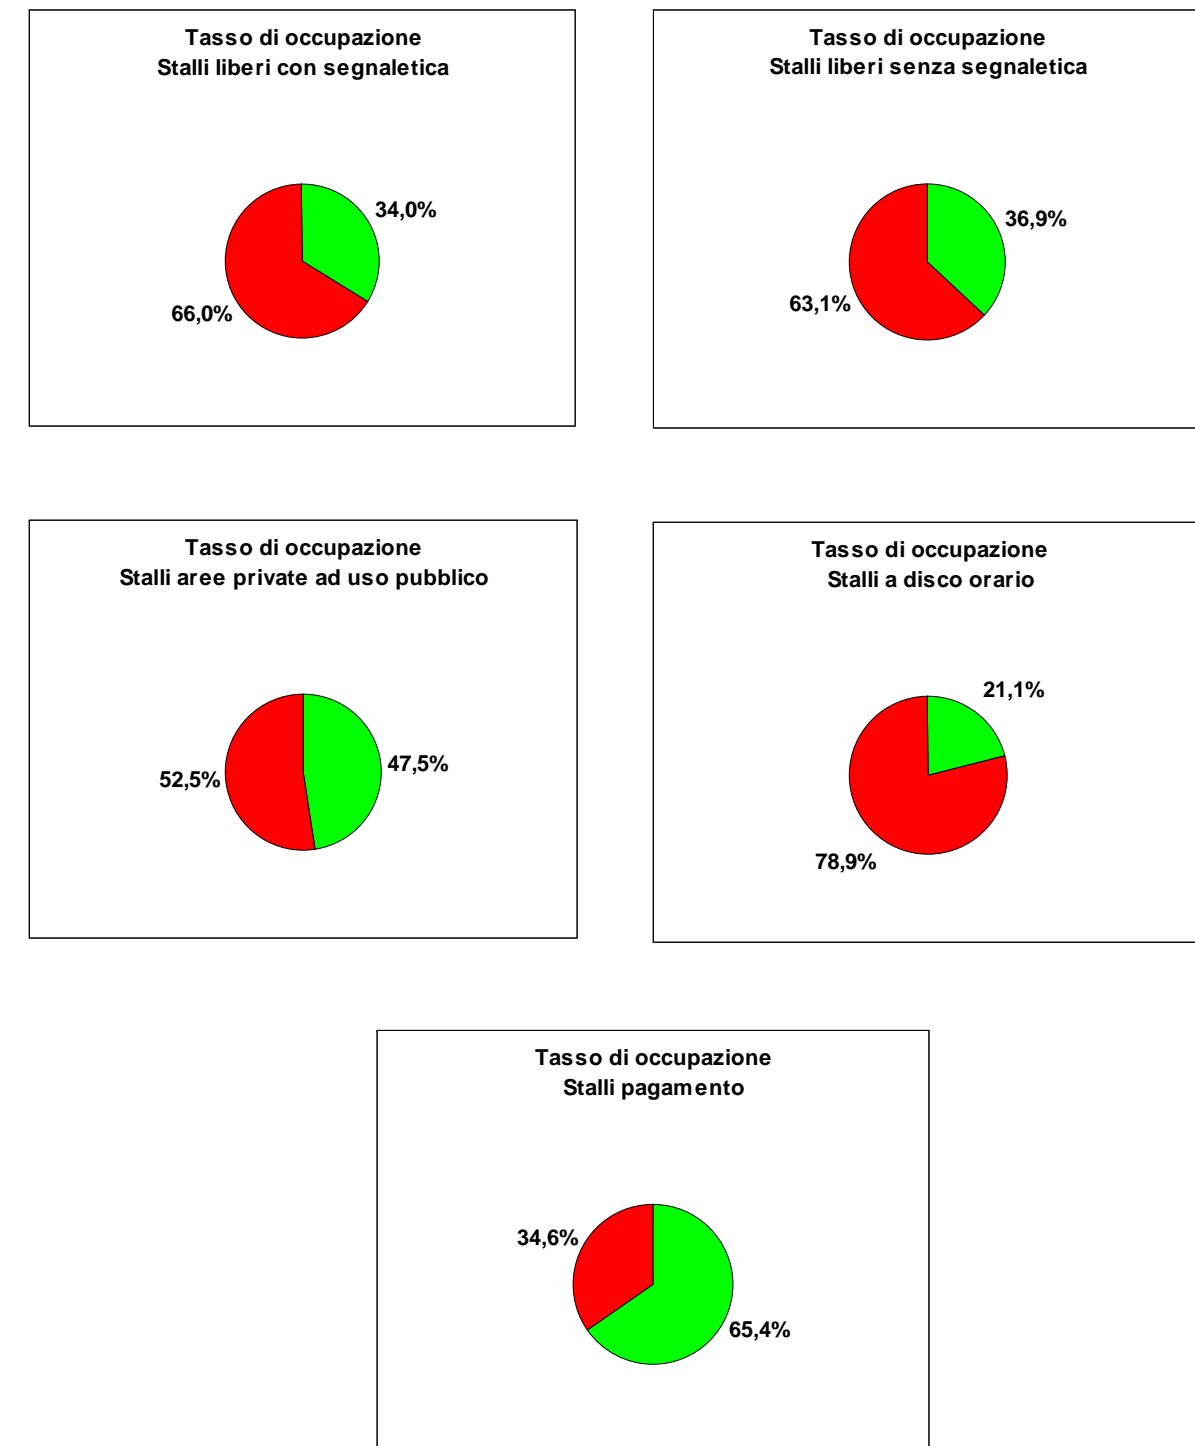 Tasso di occupazione
Stalli liberi con segnaletica
34,0%
66,0%
Tasso di occupazione
Stalli liberi senza segnaletica
36,9%
63,1%
Tasso di occupazione
Stalli aree private ad uso pubblico
47,5%
52,5%
Tasso di occupazione
Stalli a disco orario
21,1%
78,9%
Tasso di occupazione
Stalli pagamento
34,6%
65,4%